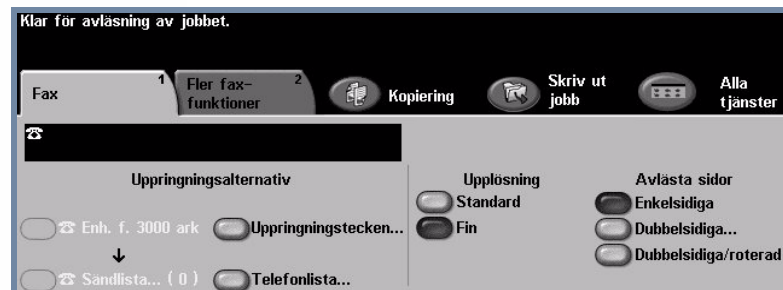 Klar för avläsning av jobbet.
Fax
1
Fler fax-
funktioner
2
Kopiering
Skriv ut
jobb
Alla
tjänster
Uppringningsalternativ
Enh. f. 3000 ark
Uppringningstecken...
Sändlista... ( 0 )
Telefonlista...
Upplösning
Standard
Fin
Avlästa sidor
Enkelsidiga
Dubbelsidiga...
Dubbelsidiga/roterad